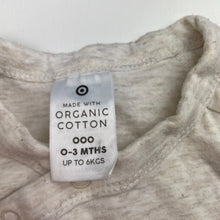 MADE WITH
ORGANIC
COTTON
000
0-3 MTHS
UP TO 6KGS